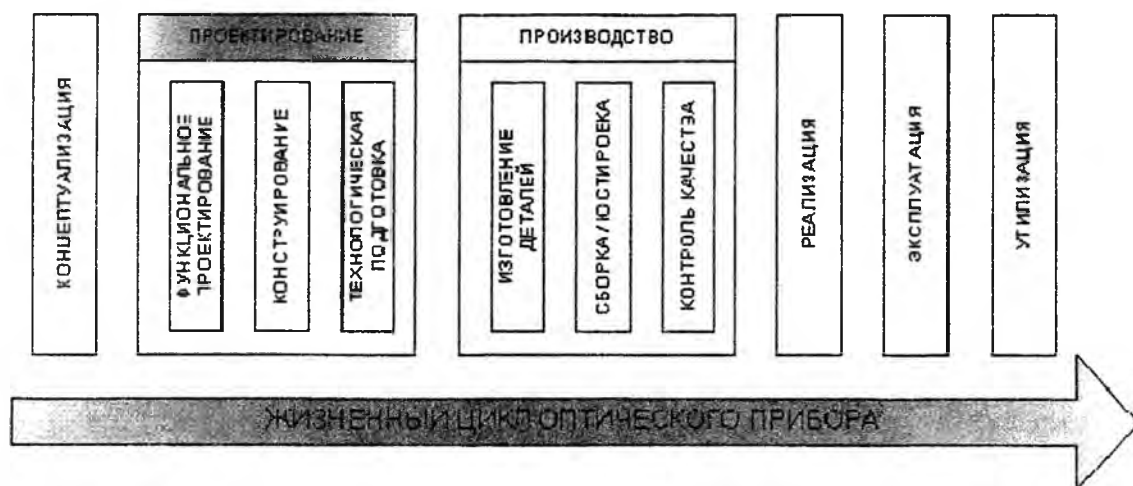 КОНЦЕПТУАЛИЗАЦИЯ
ПРОЕКТИРОВАНИЕ
ФУНКЦИОНАЛЬНОЕ
ПРОЕКТИРОВАНИЕ
КОНСТРУИРОВАНИЕ
ТЕХНОЛОГИЧЕСКАЯ
ПОДГОТОВКА
ПРОИЗВОДСТВО
ИЗГОТОВЛЕНИЕ
ДЕТАЛЕЙ
СБОРКА / ЮСТИРОВКА
КОНТРОЛЬ КАЧЕСТВА
РЕАЛИЗАЦИЯ
ЭКСПЛУАТАЦИЯ
УТИЛИЗАЦИЯ
ЖИЗНЕННЫЙ ЦИКЛ ОПТИЧЕСКОГО ПРИБОРА